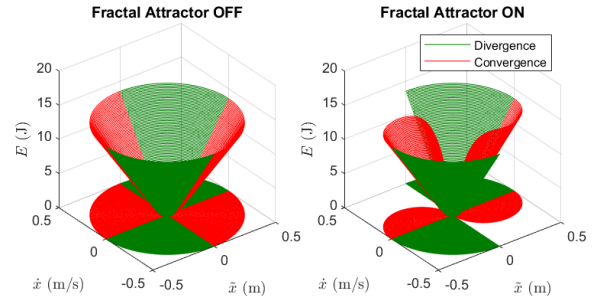 Fractal Attractor OFF
20
15
10
5
0
E (J)
0.5
0
-0.5
ẋ (m/s)
-0.5
0
0.5
x̃ (m)
Fractal Attractor ON
Divergence
Convergence
20
15
10
5
0
E (J)
0.5
0
-0.5
ẋ (m/s)
-0.5
0
0.5
x̃ (m)